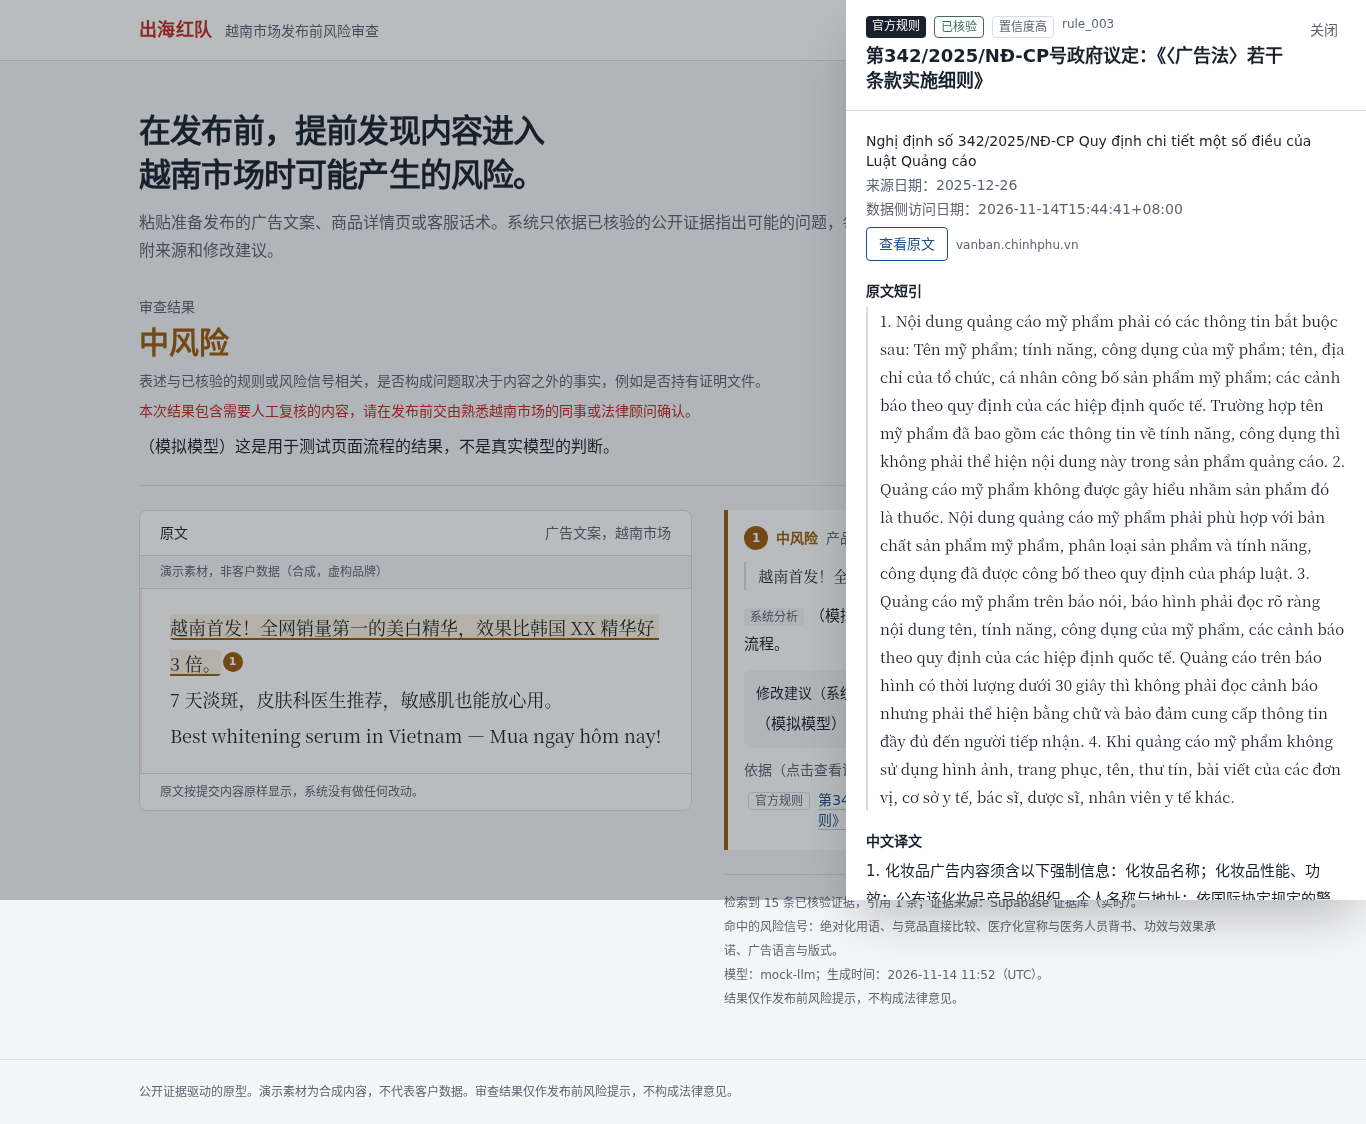 出海红队 越南市场发布前风险审查
在发布前，提前发现内容进入
越南市场时可能产生的风险。
粘贴准备发布的广告文案、商品详情页或客服话术。系统只依据已核验的公开证据指出可能的问题，
附来源和修改建议。
审查结果
中风险
表述与已核验的规则或风险信号相关，是否构成问题取决于内容之外的事实，例如是否持有证明文件。
本次结果包含需要人工复核的内容，请在发布前交由熟悉越南市场的同事或法律顾问确认。
（模拟模型）这是用于测试页面流程的结果，不是真实模型的判断。
原文 广告文案，越南市场
演示素材，非客户数据（合成，虚构品牌）
越南首发！全网销量第一的美白精华，效果比韩国 XX 精华好
3 倍。 1
7 天淡斑，皮肤科医生推荐，敏感肌也能放心用。
Best whitening serum in Vietnam — Mua ngay hôm nay!
原文按提交内容原样显示，系统没有做任何改动。
1 中风险
越南首发！
系统分析
流程。
修改建议
（模拟模型）
依据（点击查看
官方规则
则》
检索到 15 条已核验证据，引用 1 条；证据来源：Supabase 证据库（实时）。
命中的风险信号：绝对化用语、与竞品直接比较、医疗化宣称与医务人员背书、功效与效果承
诺、广告语言与版式。
模型：mock-llm；生成时间：2026-11-14 11:52（UTC）。
结果仅作发布前风险提示，不构成法律意见。
官方规则 已核验 置信度高 rule_003 关闭
第342/2025/NĐ-CP号政府议定：《〈广告法〉若干
条款实施细则》
Nghị định số 342/2025/NĐ-CP Quy định chi tiết một số điều của
Luật Quảng cáo
来源日期：2025-12-26
数据侧访问日期：2026-11-14T15:44:41+08:00
查看原文 vanban.chinhphu.vn
原文短引
1. Nội dung quảng cáo mỹ phẩm phải có các thông tin bắt buộc
sau: Tên mỹ phẩm; tính năng, công dụng của mỹ phẩm; tên, địa
chỉ của tổ chức, cá nhân công bố sản phẩm mỹ phẩm; các cảnh
báo theo quy định của các hiệp định quốc tế. Trường hợp tên
mỹ phẩm đã bao gồm các thông tin về tính năng, công dụng thì
không phải thể hiện nội dung này trong sản phẩm quảng cáo. 2.
Quảng cáo mỹ phẩm không được gây hiểu nhầm sản phẩm đó
là thuốc. Nội dung quảng cáo mỹ phẩm phải phù hợp với bản
chất sản phẩm mỹ phẩm, phân loại sản phẩm và tính năng,
công dụng đã được công bố theo quy định của pháp luật. 3.
Quảng cáo mỹ phẩm trên báo nói, báo hình phải đọc rõ ràng
nội dung tên, tính năng, công dụng của mỹ phẩm, các cảnh báo
theo quy định của các hiệp định quốc tế. Quảng cáo trên báo
hình có thời lượng dưới 30 giây thì không phải đọc cảnh báo
nhưng phải thể hiện bằng chữ và bảo đảm cung cấp thông tin
đầy đủ đến người tiếp nhận. 4. Khi quảng cáo mỹ phẩm không
sử dụng hình ảnh, trang phục, tên, thư tín, bài viết của các đơn
vị, cơ sở y tế, bác sĩ, dược sĩ, nhân viên y tế khác.
中文译文
1. 化妆品广告内容须含以下强制信息：化妆品名称；化妆品性能、功
效；公布该化妆品产品的组织、个人名称与地址；依国际协定规定的警
公开证据驱动的原型。演示素材为合成内容，不代表客户数据。审查结果仅作发布前风险提示，不构成法律意见。